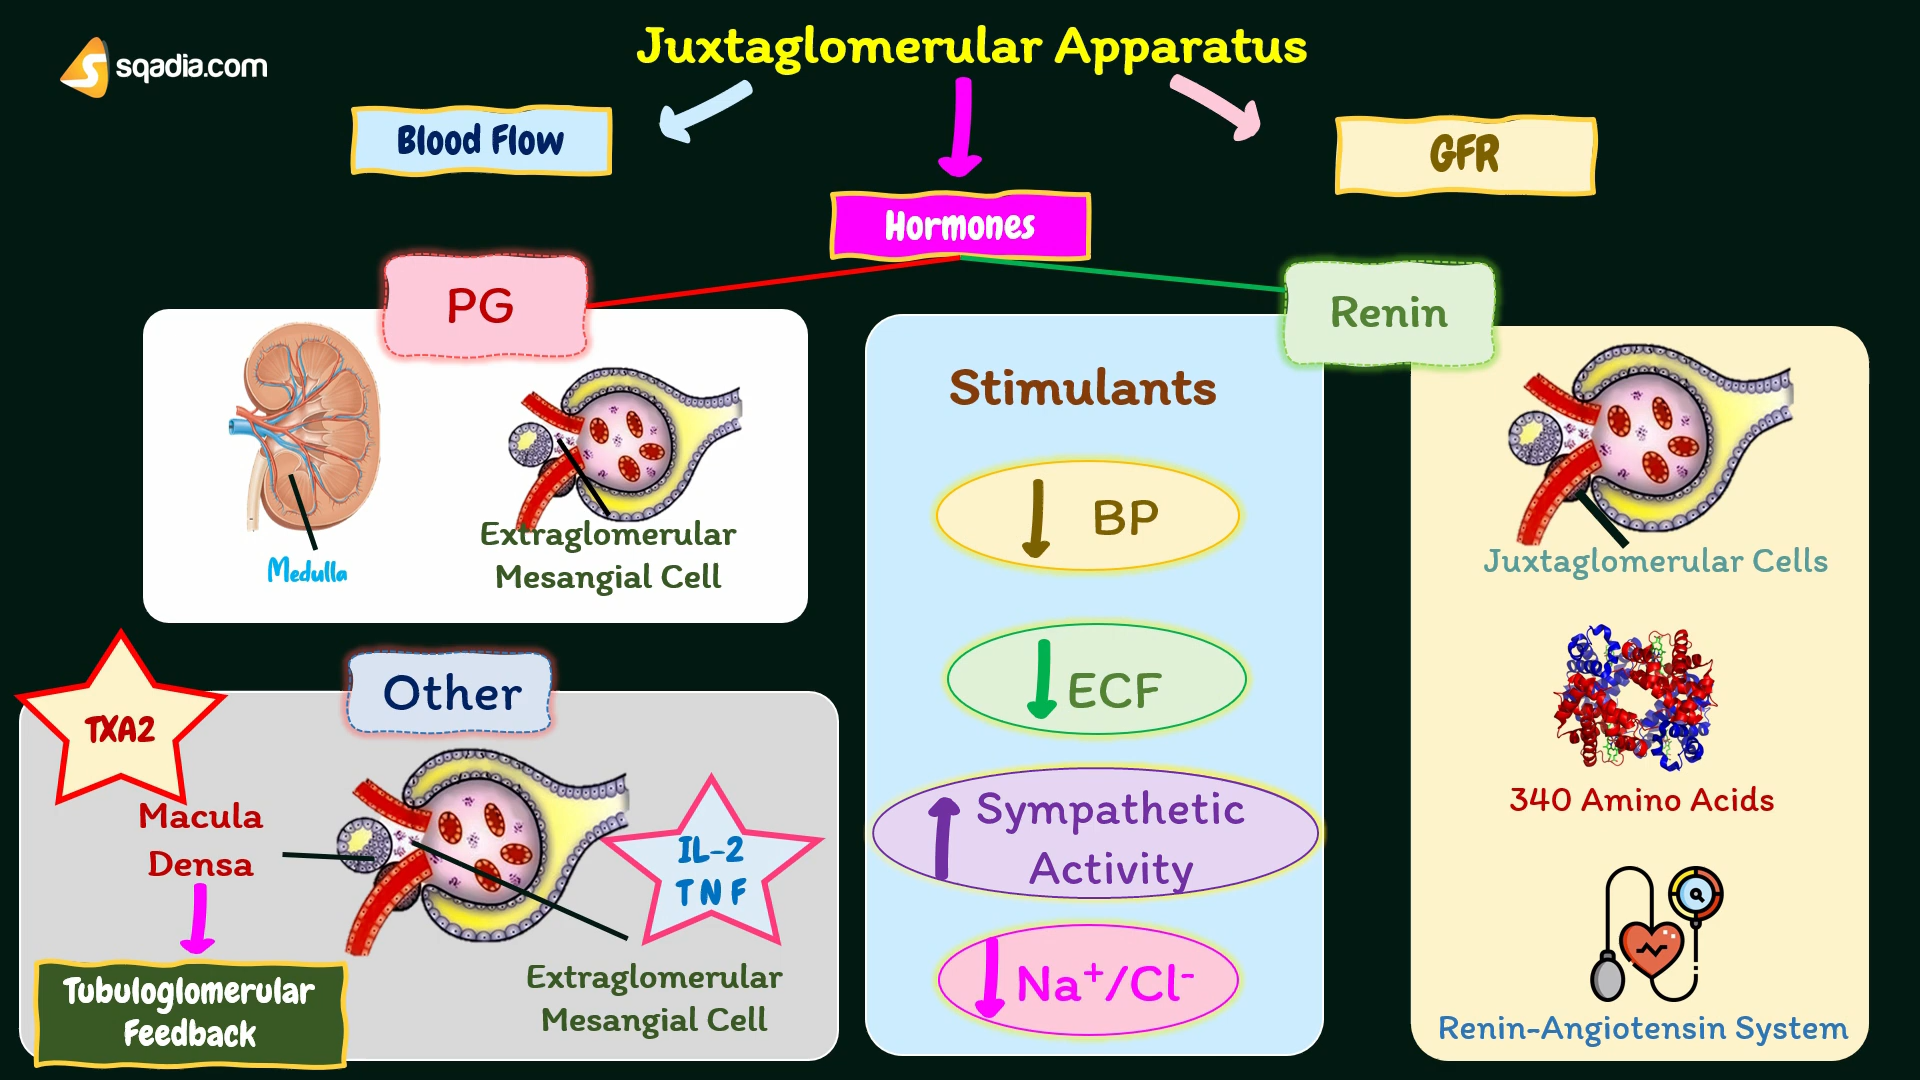 sqadia.com
Juxtaglomerular Apparatus
Blood Flow
GFR
Hormones
PG
Renin
Medulla
Extraglomerular
Mesangial Cell
Stimulants
BP
ECF
Sympathetic
Activity
Na⁺/Cl⁻
Juxtaglomerular Cells
340 Amino Acids
Renin-Angiotensin System
Other
TXA2
Macula
Densa
Tubuloglomerular
Feedback
IL-2
TNF
Extraglomerular
Mesangial Cell